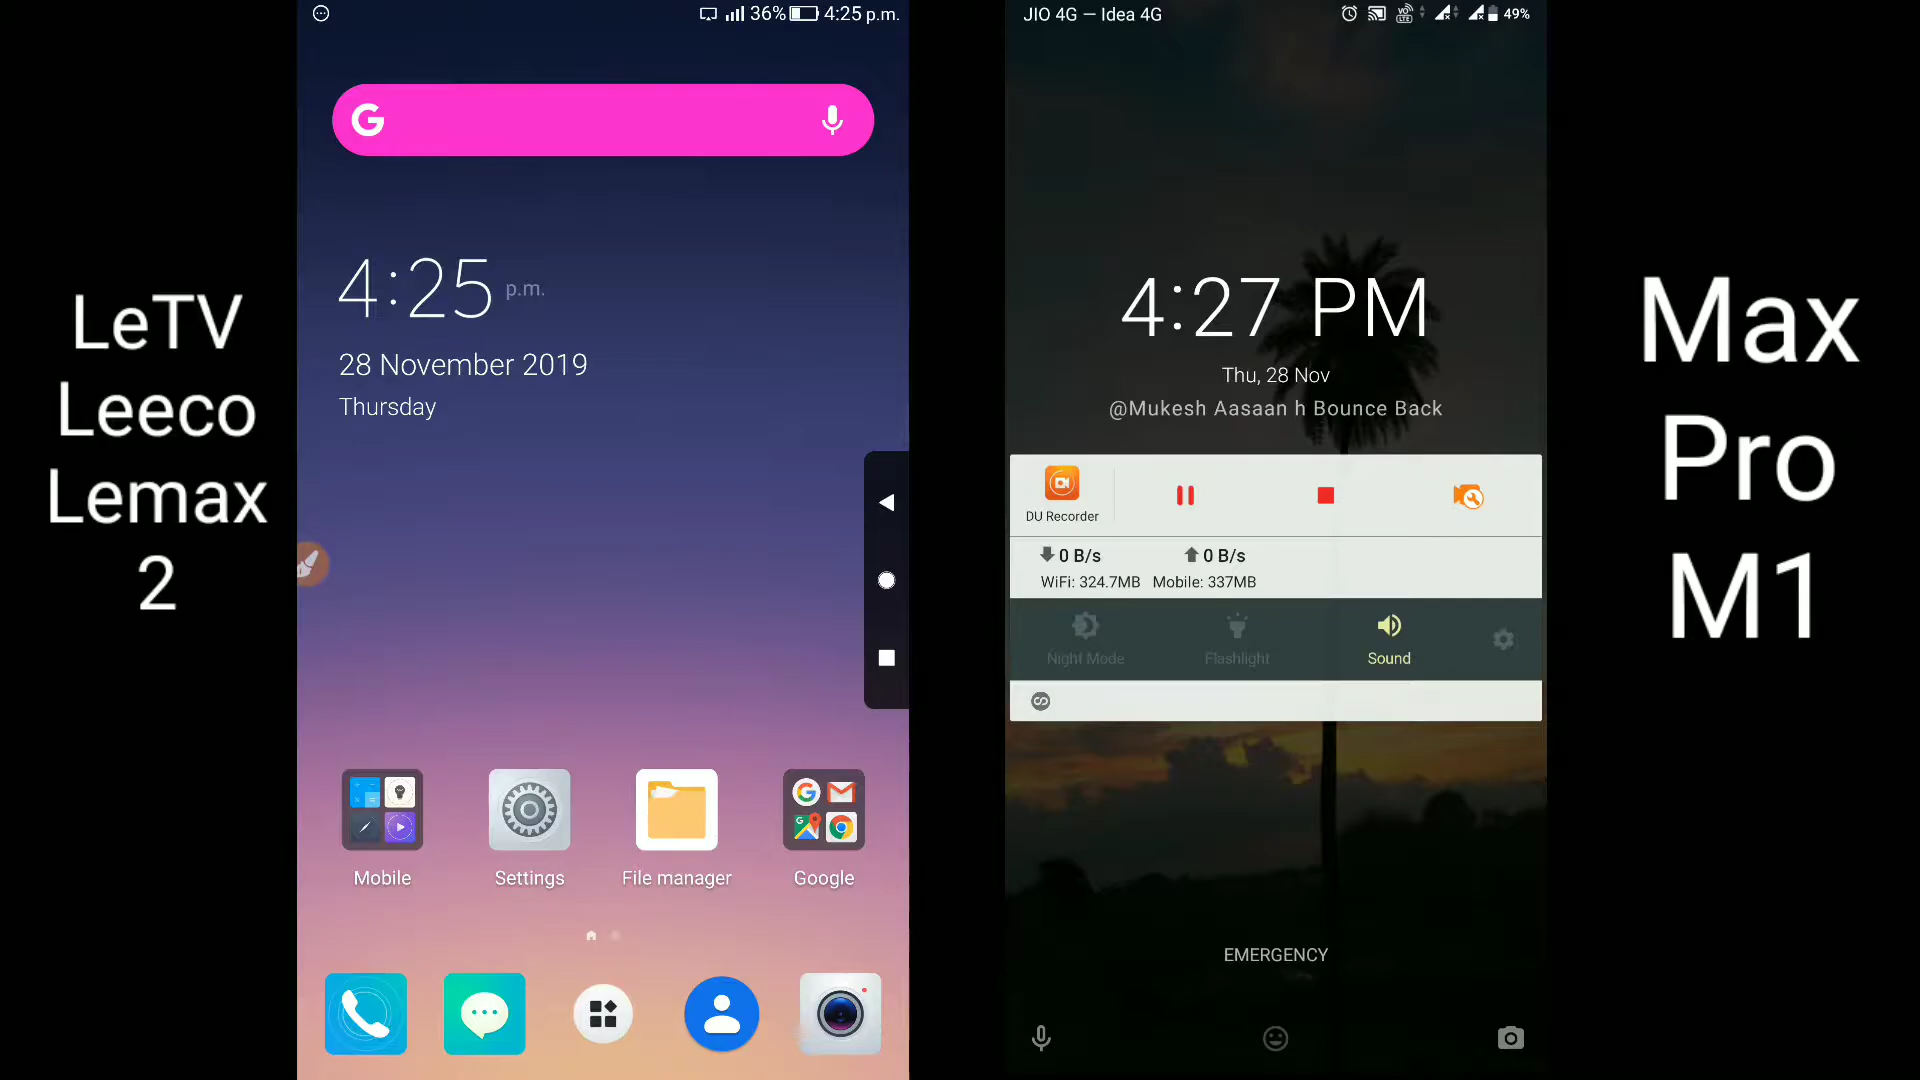 LeTV
Leeco
Lemax
2
36% 4:25 p.m.
G
4:25 p.m.
28 November 2019
Thursday
Mobile
Settings
File manager
Google
JIO 4G — Idea 4G
VO LTE
49%
4:27 PM
Thu, 28 Nov
@Mukesh Aasaan h Bounce Back
DU Recorder
0 B/s 0 B/s
WiFi: 324.7MB Mobile: 337MB
Night Mode
Flashlight
Sound
EMERGENCY
Max
Pro
M1